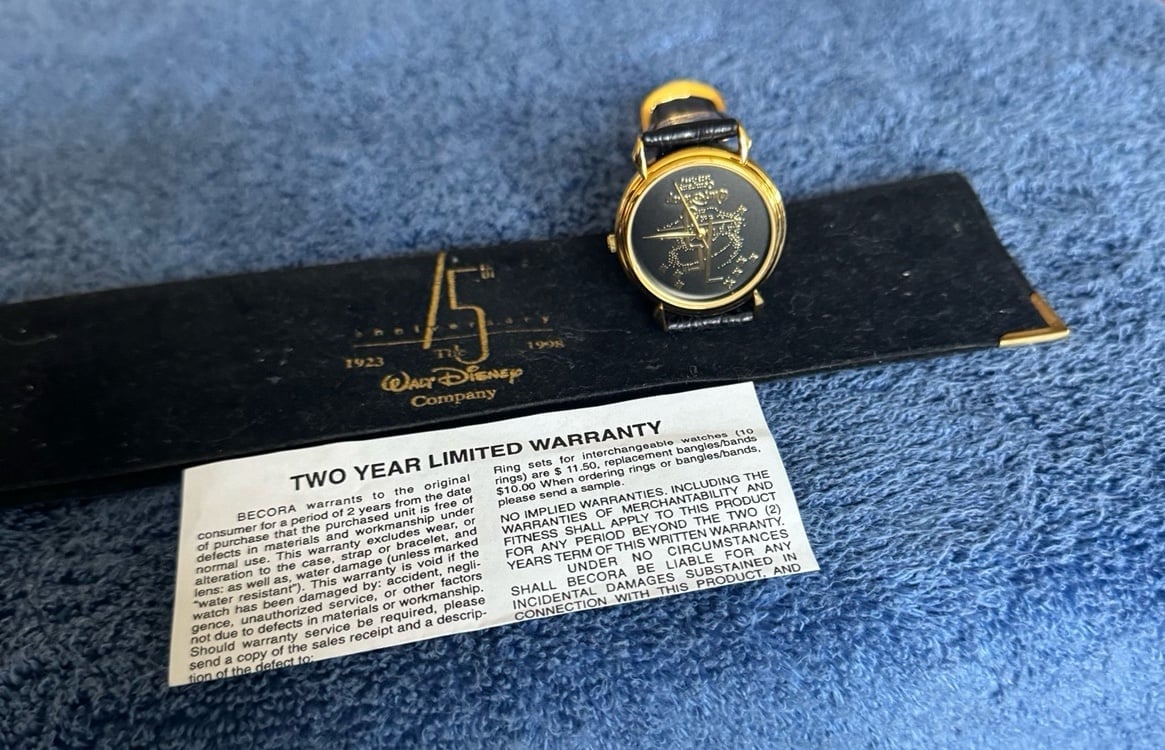 75th
anniversary
1923 The 1998
Walt Disney
Company
TWO YEAR LIMITED WARRANTY
BECORA warrants to the original
consumer for a period of 2 years from the date
of purchase that the purchased unit is free of
defects in materials and workmanship under
normal use. This warranty excludes wear, or
alteration to the case, strap or bracelet, and
lens: as well as, water damage (unless marked
"water resistant"). This warranty is void if the
watch has been damaged by: accident, negli-
gence, unauthorized service, or other factors
not due to defects in materials or workmanship.
Should warranty service be required, please
send a copy of the sales receipt and a descrip-
tion of the defect to:
Ring sets for interchangeable watches (10
rings) are $ 11.50, replacement bangles/bands
$10.00 When ordering rings or bangles/bands,
please send a sample.
NO IMPLIED WARRANTIES. INCLUDING THE
WARRANTIES OF MERCHANTABILITY AND
FITNESS SHALL APPLY TO THIS PRODUCT
FOR ANY PERIOD BEYOND THE TWO (2)
YEARS TERM OF THIS WRITTEN WARRANTY.
UNDER NO CIRCUMSTANCES
SHALL BECORA BE LIABLE FOR ANY
INCIDENTAL DAMAGES SUBSTAINED IN
CONNECTION WITH THIS PRODUCT, AND